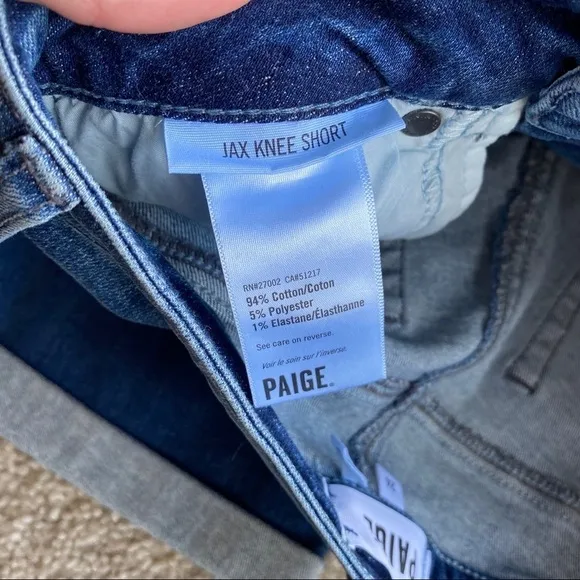 JAX KNEE SHORT
RN#27002 CA#51217
94% Cotton/Coton
5% Polyester
1% Elastane/Élasthanne
See care on reverse.
Voir le soin sur l'inverse.
PAIGE
PAIGE